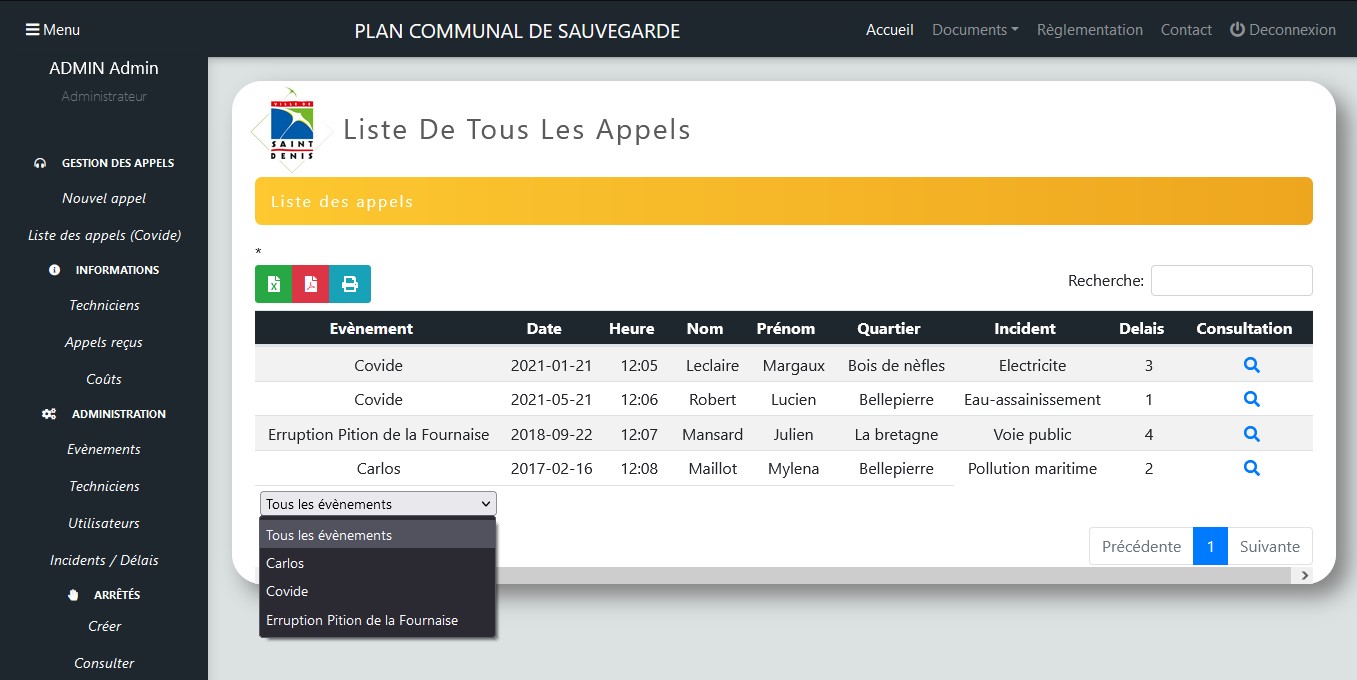 Menu
PLAN COMMUNAL DE SAUVEGARDE
Accueil Documents Règlementation Contact Deconnexion
ADMIN Admin
Administrateur
GESTION DES APPELS
Nouvel appel
Liste des appels (Covide)
INFORMATIONS
Techniciens
Appels reçus
Coûts
ADMINISTRATION
Evènements
Techniciens
Utilisateurs
Incidents / Délais
ARRÊTÉS
Créer
Consulter
VILLE DE
SAINT
DENIS
Liste De Tous Les Appels
Liste des appels
*
Recherche:
Evènement Date Heure Nom Prénom Quartier Incident Delais Consultation
Covide 2021-01-21 12:05 Leclaire Margaux Bois de nèfles Electricite 3
Covide 2021-05-21 12:06 Robert Lucien Bellepierre Eau-assainissement 1
Erruption Pition de la Fournaise 2018-09-22 12:07 Mansard Julien La bretagne Voie public 4
Carlos 2017-02-16 12:08 Maillot Mylena Bellepierre Pollution maritime 2
Tous les évènements
Tous les évènements
Carlos
Covide
Erruption Pition de la Fournaise
Précédente 1 Suivante